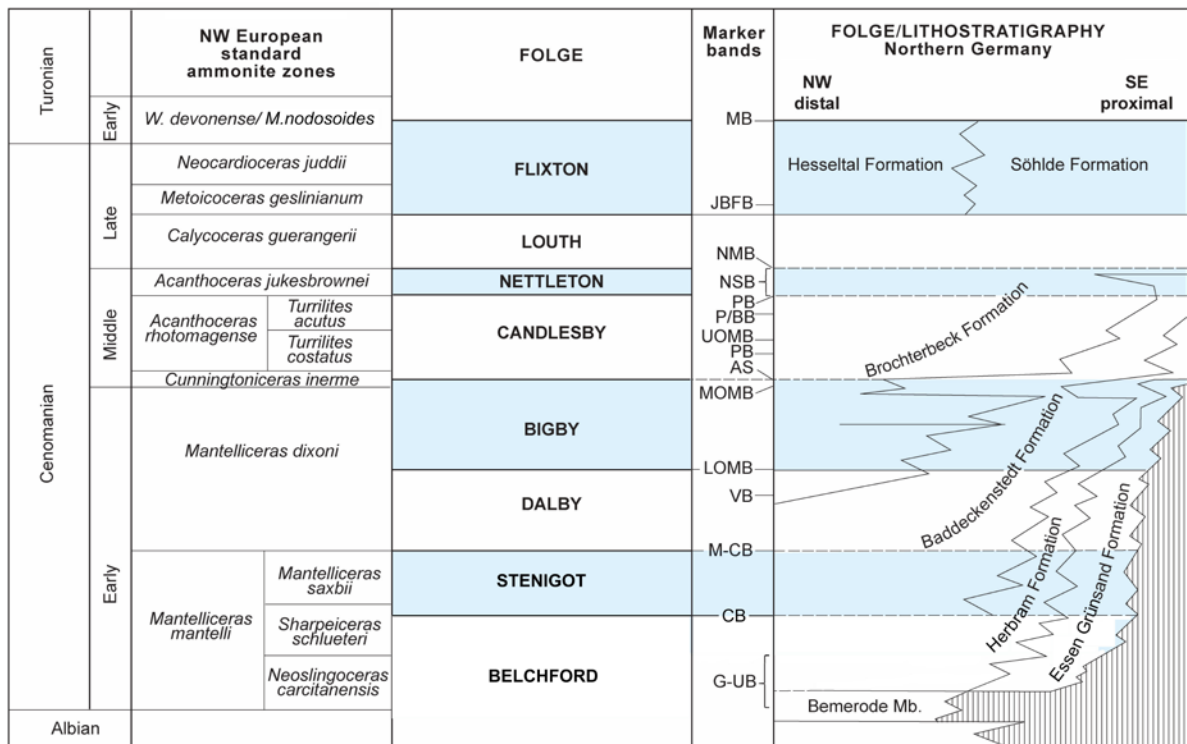 NW European
standard
ammonite zones
FOLGE
Marker
bands
FOLGE/LITHOSTRATIGRAPHY
Northern Germany
NW
distal
SE
proximal
Turonian
Early
W. devonense/ M.nodosoides
MB
Cenomanian
Late
Neocardioceras juddii
FLIXTON
Hesseltal Formation
Söhlde Formation
Metoicoceras geslinianum
JBFB
Calycoceras guerangerii
LOUTH
NMB
Middle
Acanthoceras jukesbrownei
NETTLETON
NSB
PB
Acanthoceras
rhotomagense
Turrilites
acutus
Turrilites
costatus
CANDLESBY
P/BB
UOMB
PB
AS
Brochterbeck Formation
Cunningtoniceras inerme
MOMB
Early
Mantelliceras dixoni
BIGBY
LOMB
Baddeckenstedt Formation
DALBY
VB
M-CB
Mantelliceras
mantelli
Mantelliceras
saxbii
STENIGOT
CB
Herbram Formation
Essen Grünsand Formation
Sharpeiceras
schlueteri
Neoslingoceras
carcitanensis
BELCHFORD
G-UB
Bemerode Mb.
Albian